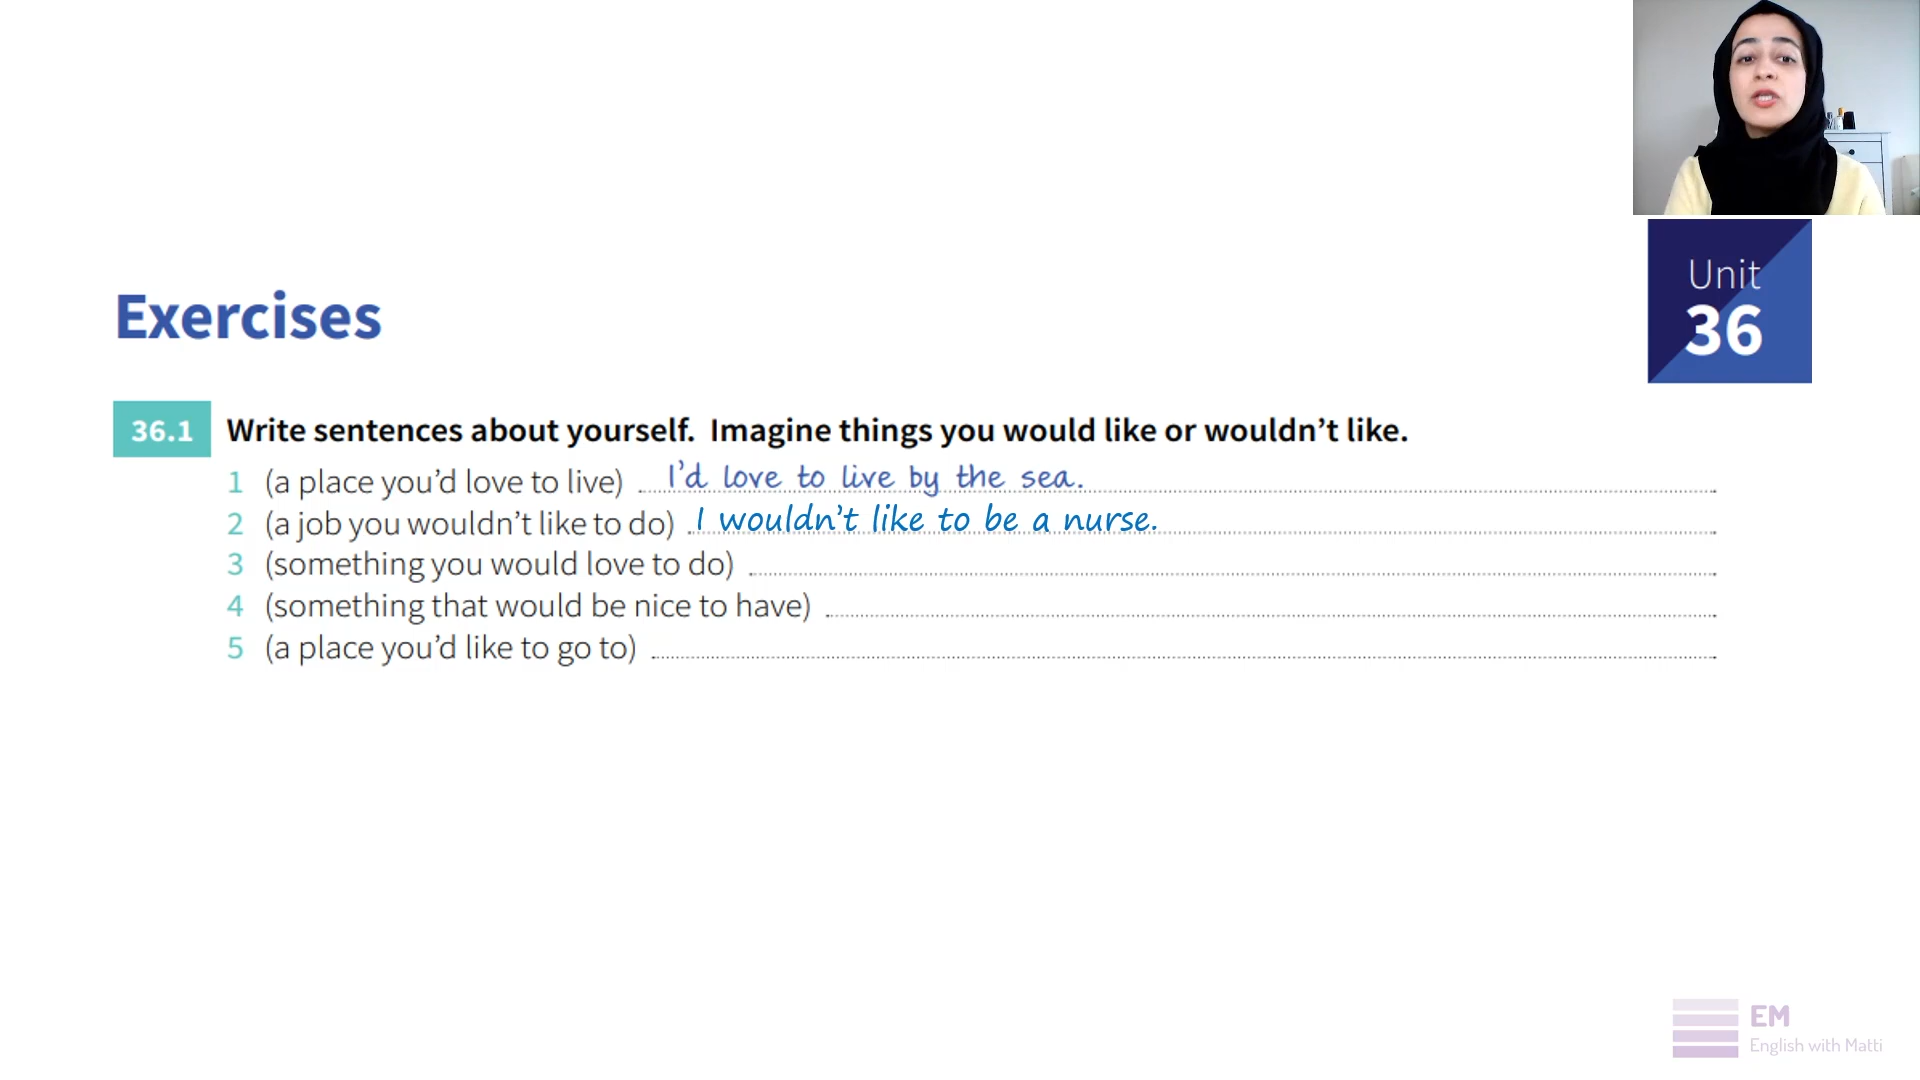 Unit
36
Exercises
36.1 Write sentences about yourself. Imagine things you would like or wouldn't like.
1 (a place you'd love to live) I'd love to live by the sea.
2 (a job you wouldn't like to do) I wouldn't like to be a nurse.
3 (something you would love to do)
4 (something that would be nice to have)
5 (a place you'd like to go to)
EM
English with Matti